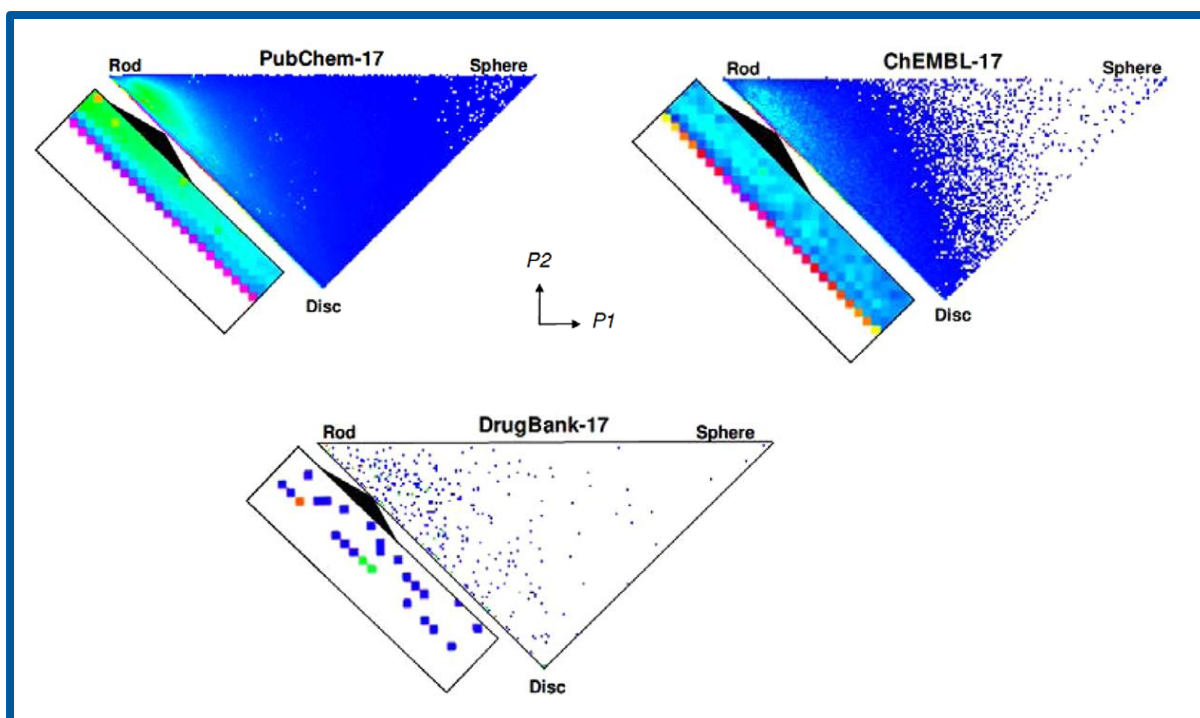 PubChem-17
Rod
Sphere
Disc
ChEMBL-17
Rod
Sphere
Disc
P2
P1
DrugBank-17
Rod
Sphere
Disc